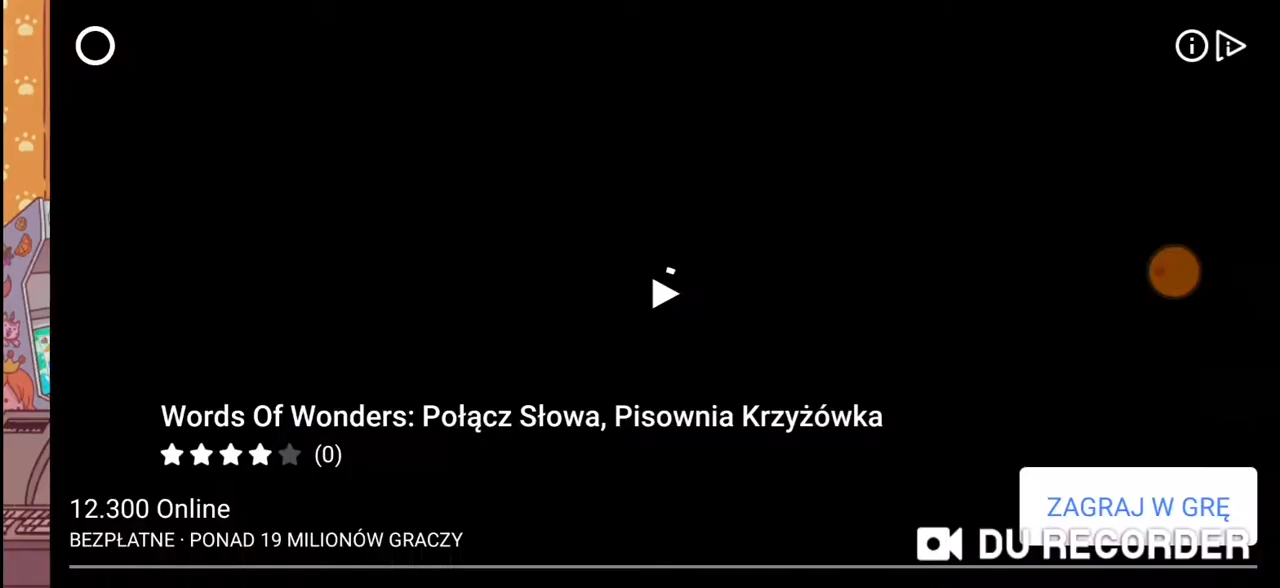 Words Of Wonders: Połącz Słowa, Pisownia Krzyżówka
(0)
12.300 Online
BEZPŁATNE · PONAD 19 MILIONÓW GRACZY
ZAGRAJ W GRĘ
DU RECORDER